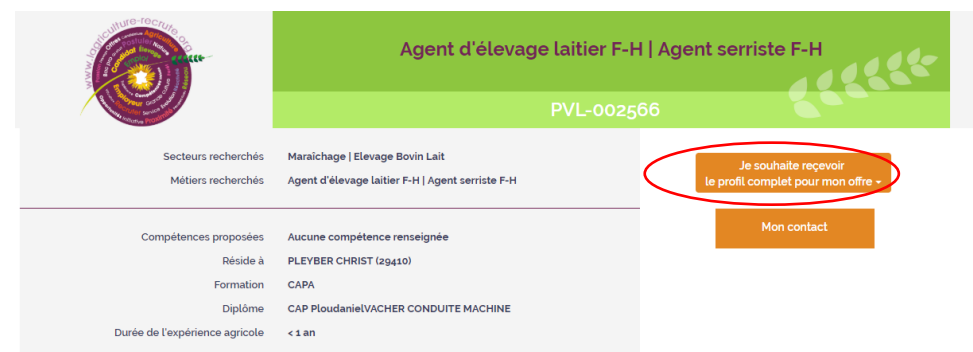 www.lagriculture-recrute.org
Agent d'élevage laitier F-H | Agent serriste F-H
PVL-002566
Secteurs recherchés Maraîchage | Elevage Bovin Lait
Métiers recherchés Agent d'élevage laitier F-H | Agent serriste F-H
Je souhaite reçevoir
le profil complet pour mon offre
Mon contact
Compétences proposées Aucune compétence renseignée
Réside à PLEYBER CHRIST (29410)
Formation CAPA
Diplôme CAP PloudanielVACHER CONDUITE MACHINE
Durée de l'expérience agricole < 1 an